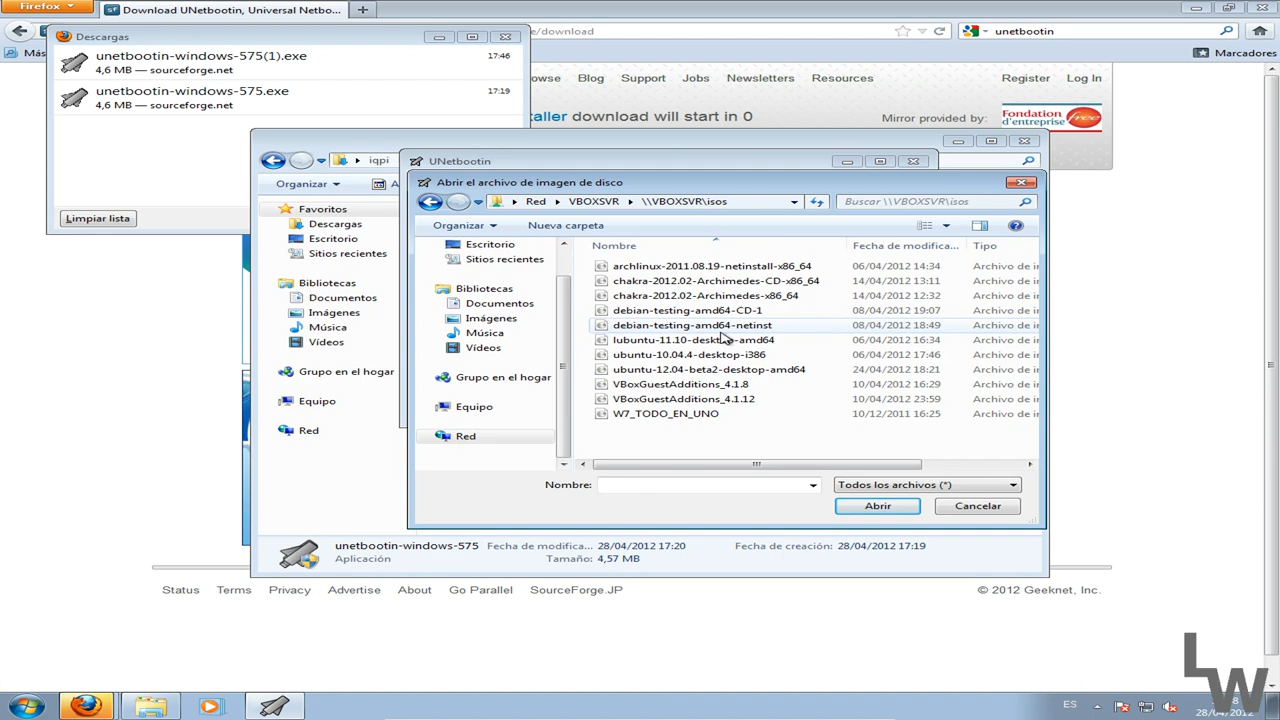 Firefox
Download UNetbootin, Universal Netbo...
Descargas
e/download
unetbootin
Más
Marcadores
unetbootin-windows-575(1).exe
17:46
4,6 MB — sourceforge.net
unetbootin-windows-575.exe
17:19
4,6 MB — sourceforge.net
Limpiar lista
owse
Blog
Support
Jobs
Newsletters
Resources
Register
Log In
aller download will start in 0
Mirror provided by:
Fondation
d'entreprise
free
iqpi
Organizar
A
Favoritos
Descargas
Escritorio
Sitios recientes
Bibliotecas
Documentos
Imágenes
Música
Vídeos
Grupo en el hogar
Equipo
Red
UNetbootin
Abrir el archivo de imagen de disco
Red
VBOXSVR
\\VBOXSVR\isos
Buscar \\VBOXSVR\isos
Organizar
Nueva carpeta
Escritorio
Sitios recientes
Bibliotecas
Documentos
Imágenes
Música
Vídeos
Grupo en el hogar
Equipo
Red
Nombre
Fecha de modifica...
Tipo
archlinux-2011.08.19-netinstall-x86_64
06/04/2012 14:34
Archivo de i
chakra-2012.02-Archimedes-CD-x86_64
14/04/2012 13:11
Archivo de i
chakra-2012.02-Archimedes-x86_64
14/04/2012 12:32
Archivo de i
debian-testing-amd64-CD-1
08/04/2012 19:07
Archivo de i
debian-testing-amd64-netinst
08/04/2012 18:49
Archivo de i
lubuntu-11.10-desktop-amd64
06/04/2012 16:34
Archivo de i
ubuntu-10.04.4-desktop-i386
06/04/2012 17:46
Archivo de i
ubuntu-12.04-beta2-desktop-amd64
24/04/2012 18:21
Archivo de i
VBoxGuestAdditions_4.1.8
10/04/2012 16:29
Archivo de i
VBoxGuestAdditions_4.1.12
10/04/2012 23:59
Archivo de i
W7_TODO_EN_UNO
10/12/2011 16:25
Archivo de i
Nombre:
Todos los archivos (*)
Abrir
Cancelar
unetbootin-windows-575
Fecha de modifica...
28/04/2012 17:20
Fecha de creación:
28/04/2012 17:19
Aplicación
Tamaño:
4,57 MB
Status
Terms
Privacy
Advertise
About
Go Parallel
SourceForge.JP
© 2012 Geeknet, Inc.
LW
ES
28/04/2012